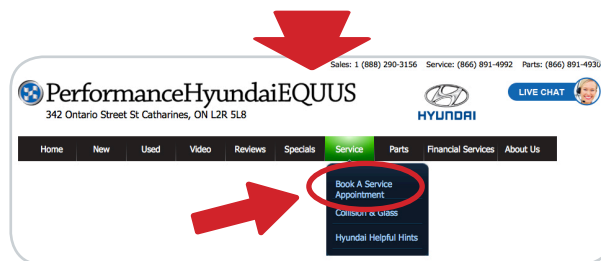 Sales: 1 (888) 290-3156 Service: (866) 891-4992 Parts: (866) 891-4930
PerformanceHyundaiEQUUS
342 Ontario Street St Catharines, ON L2R 5L8
HYUNDAI
LIVE CHAT
Home New Used Video Reviews Specials Service Parts Financial Services About Us
Book A Service
Appointment
Collision & Glass
Hyundai Helpful Hints